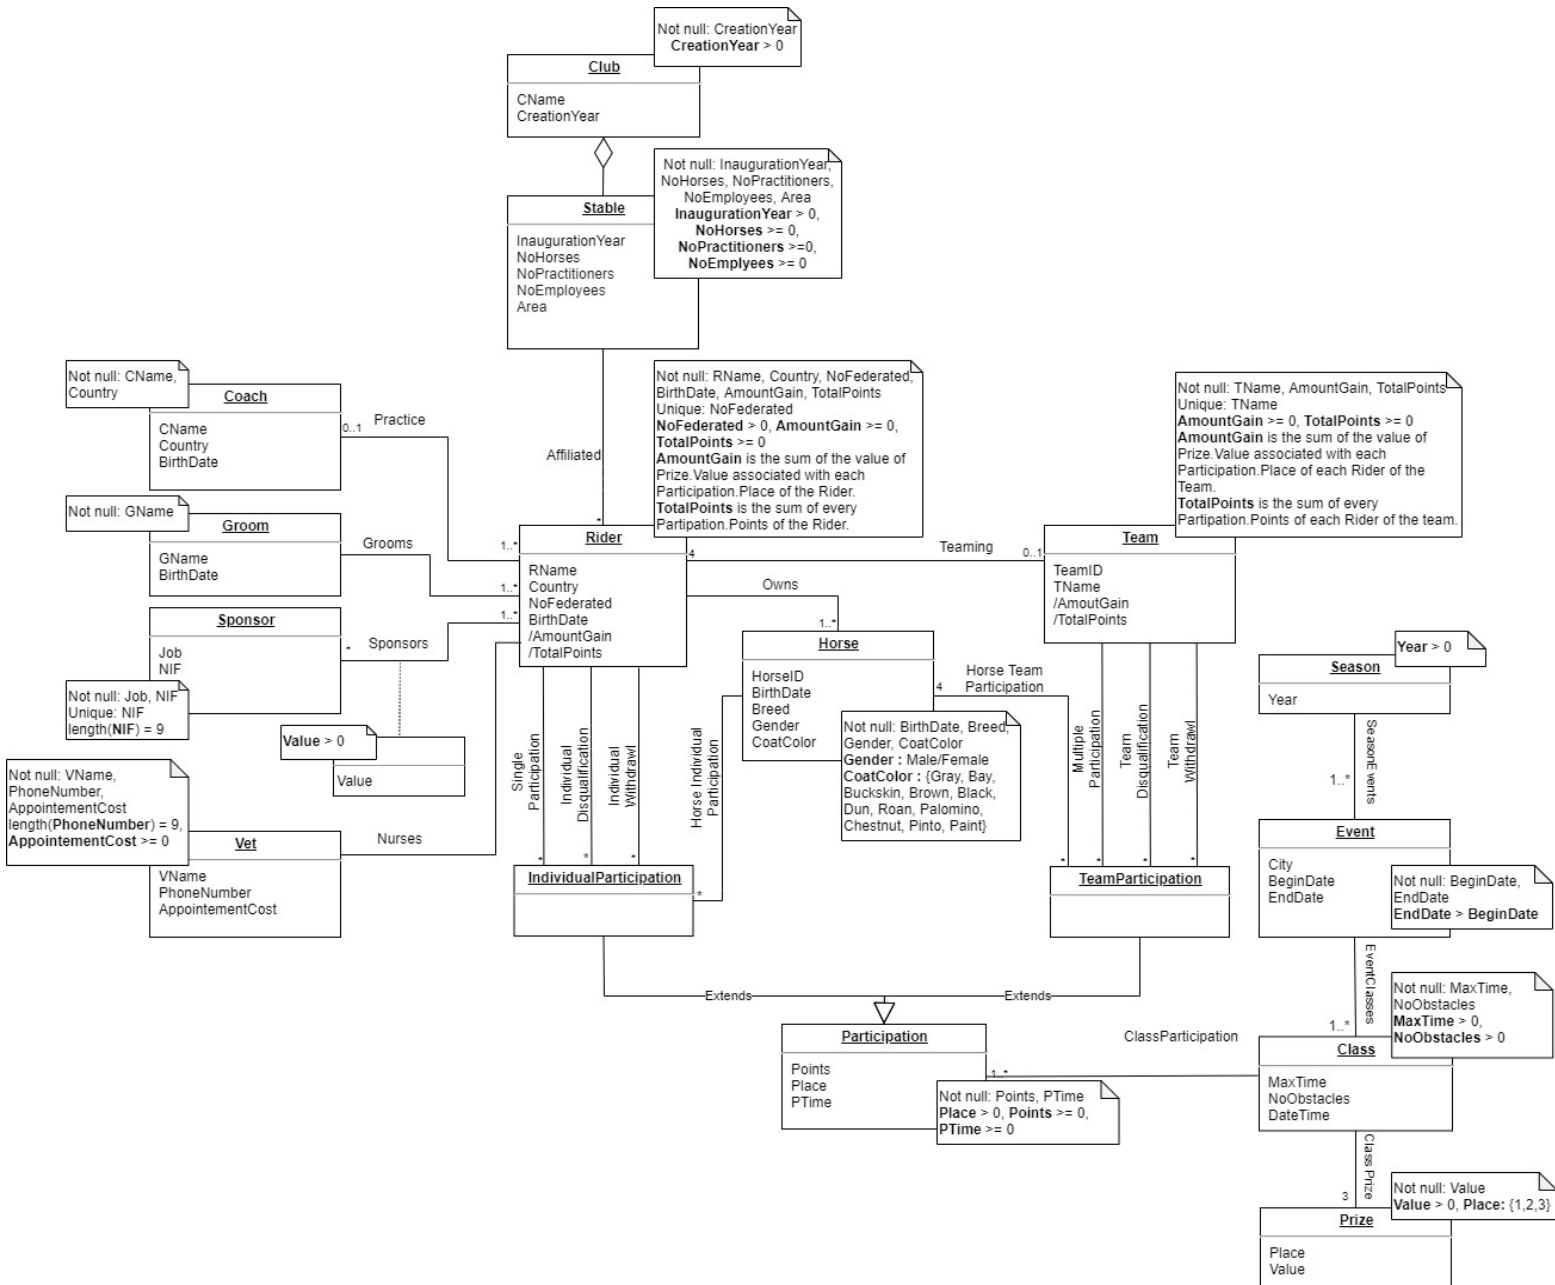 Not null: CreationYear
CreationYear > 0
Club
CName
CreationYear
Not null: InaugurationYear,
NoHorses, NoPractitioners,
NoEmployees, Area
InaugurationYear > 0,
NoHorses >= 0,
NoPractitioners >=0,
NoEmplyees >= 0
Stable
InaugurationYear
NoHorses
NoPractitioners
NoEmployees
Area
Affiliated
*
Not null: CName,
Country
Coach
CName
Country
BirthDate
0..1
Practice
1..*
Not null: GName
Groom
GName
BirthDate
Grooms
1..*
Sponsor
Job
NIF
*
Sponsors
1..*
Not null: Job, NIF
Unique: NIF
length(NIF) = 9
Value > 0
Value
Not null: VName,
PhoneNumber,
AppointementCost
length(PhoneNumber) = 9,
AppointementCost >= 0
Vet
VName
PhoneNumber
AppointementCost
Nurses
Not null: RName, Country, NoFederated,
BirthDate, AmountGain, TotalPoints
Unique: NoFederated
NoFederated > 0, AmountGain >= 0,
TotalPoints >= 0
AmountGain is the sum of the value of
Prize.Value associated with each
Participation.Place of the Rider.
TotalPoints is the sum of every
Partipation.Points of the Rider.
Rider
RName
Country
NoFederated
BirthDate
/AmountGain
/TotalPoints
4
Teaming
0..1
Owns
1..*
Not null: TName, AmountGain, TotalPoints
Unique: TName
AmountGain >= 0, TotalPoints >= 0
AmountGain is the sum of the value of
Prize.Value associated with each
Participation.Place of each Rider of the
Team.
TotalPoints is the sum of every
Partipation.Points of each Rider of the team.
Team
TeamID
TName
/AmoutGain
/TotalPoints
Horse
HorseID
BirthDate
Breed
Gender
CoatColor
4
Horse Team
Participation
*
Not null: BirthDate, Breed,
Gender, CoatColor
Gender : Male/Female
CoatColor : {Gray, Bay,
Buckskin, Brown, Black,
Dun, Roan, Palomino,
Chestnut, Pinto, Paint}
Single
Participation
*
Individual
Disqualification
*
Individual
Withdrawl
*
Horse Individual
Participation
*
Multiple
Participation
*
Team
Disqualification
*
Team
Withdrawl
*
IndividualParticipation
TeamParticipation
Extends
Extends
Participation
Points
Place
PTime
Not null: Points, PTime
Place > 0, Points >= 0,
PTime >= 0
1..*
ClassParticipation
Year > 0
Season
Year
SeasonEvents
1..*
Event
City
BeginDate
EndDate
Not null: BeginDate,
EndDate
EndDate > BeginDate
EventClasses
1..*
Not null: MaxTime,
NoObstacles
MaxTime > 0,
NoObstacles > 0
Class
MaxTime
NoObstacles
DateTime
Class Prize
3
Not null: Value
Value > 0, Place: {1,2,3}
Prize
Place
Value